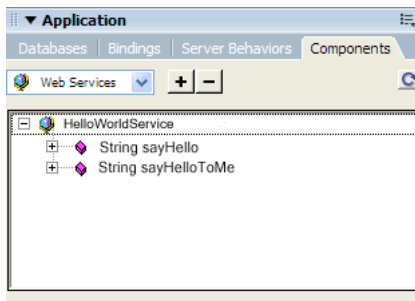 Application
Databases Bindings Server Behaviors Components
Web Services
HelloWorldService
String sayHello
String sayHelloToMe